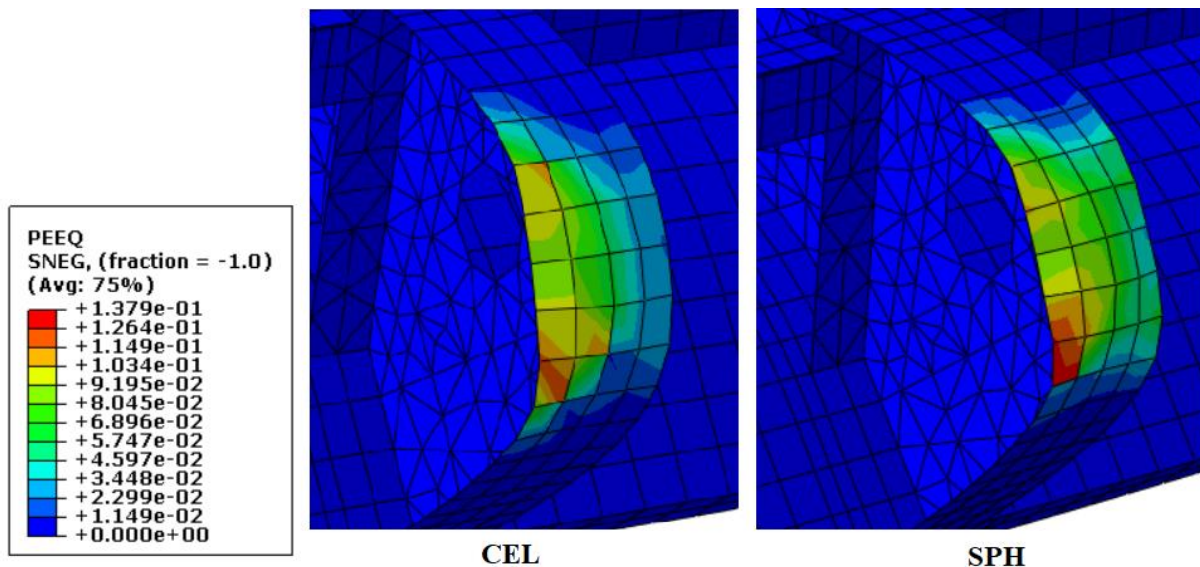 PEEQ
SNEG, (fraction = -1.0)
(Avg: 75%)
+1.379e-01
+1.264e-01
+1.149e-01
+1.034e-01
+9.195e-02
+8.045e-02
+6.896e-02
+5.747e-02
+4.597e-02
+3.448e-02
+2.299e-02
+1.149e-02
+0.000e+00
CEL
SPH